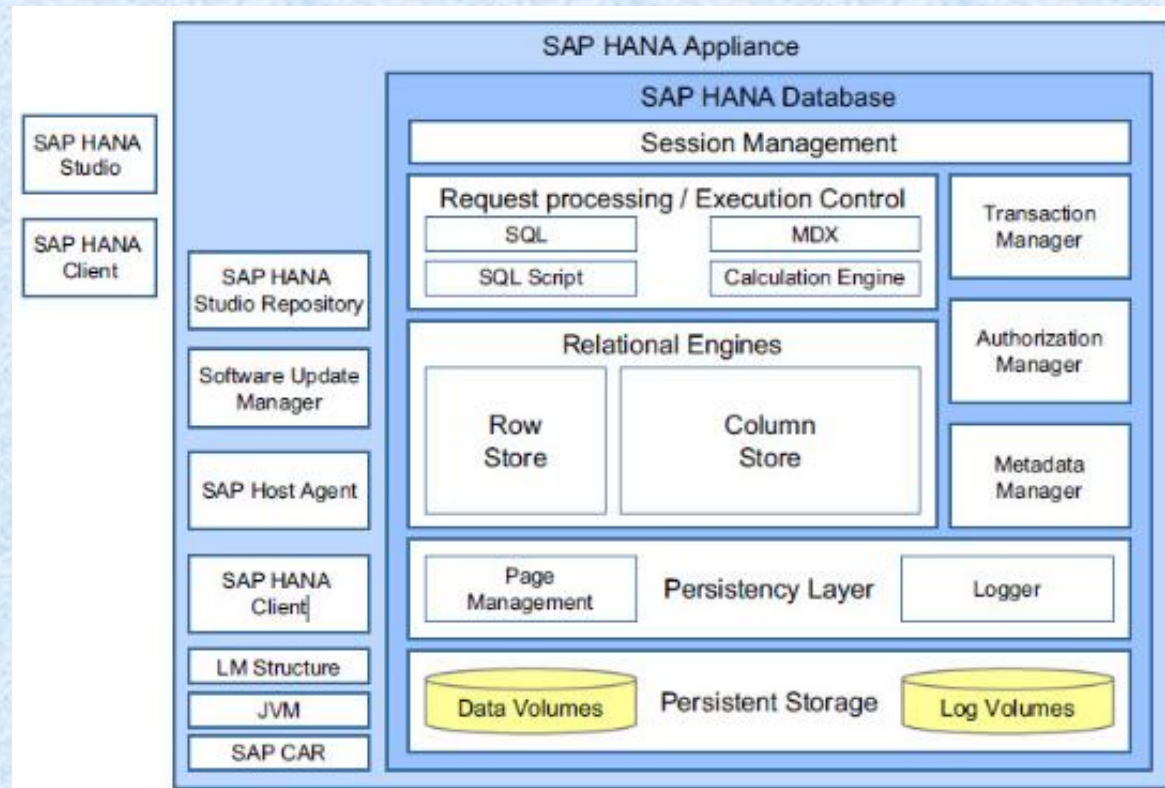 SAP HANA Appliance
SAP HANA Database
SAP HANA
Studio
SAP HANA
Client
SAP HANA
Studio Repository
Software Update
Manager
SAP Host Agent
SAP HANA
Client
LM Structure
JVM
SAP CAR
Session Management
Request processing / Execution Control
SQL
MDX
SQL Script
Calculation Engine
Relational Engines
Row
Store
Column
Store
Transaction
Manager
Authorization
Manager
Metadata
Manager
Page
Management
Persistency Layer
Logger
Data Volumes
Persistent Storage
Log Volumes